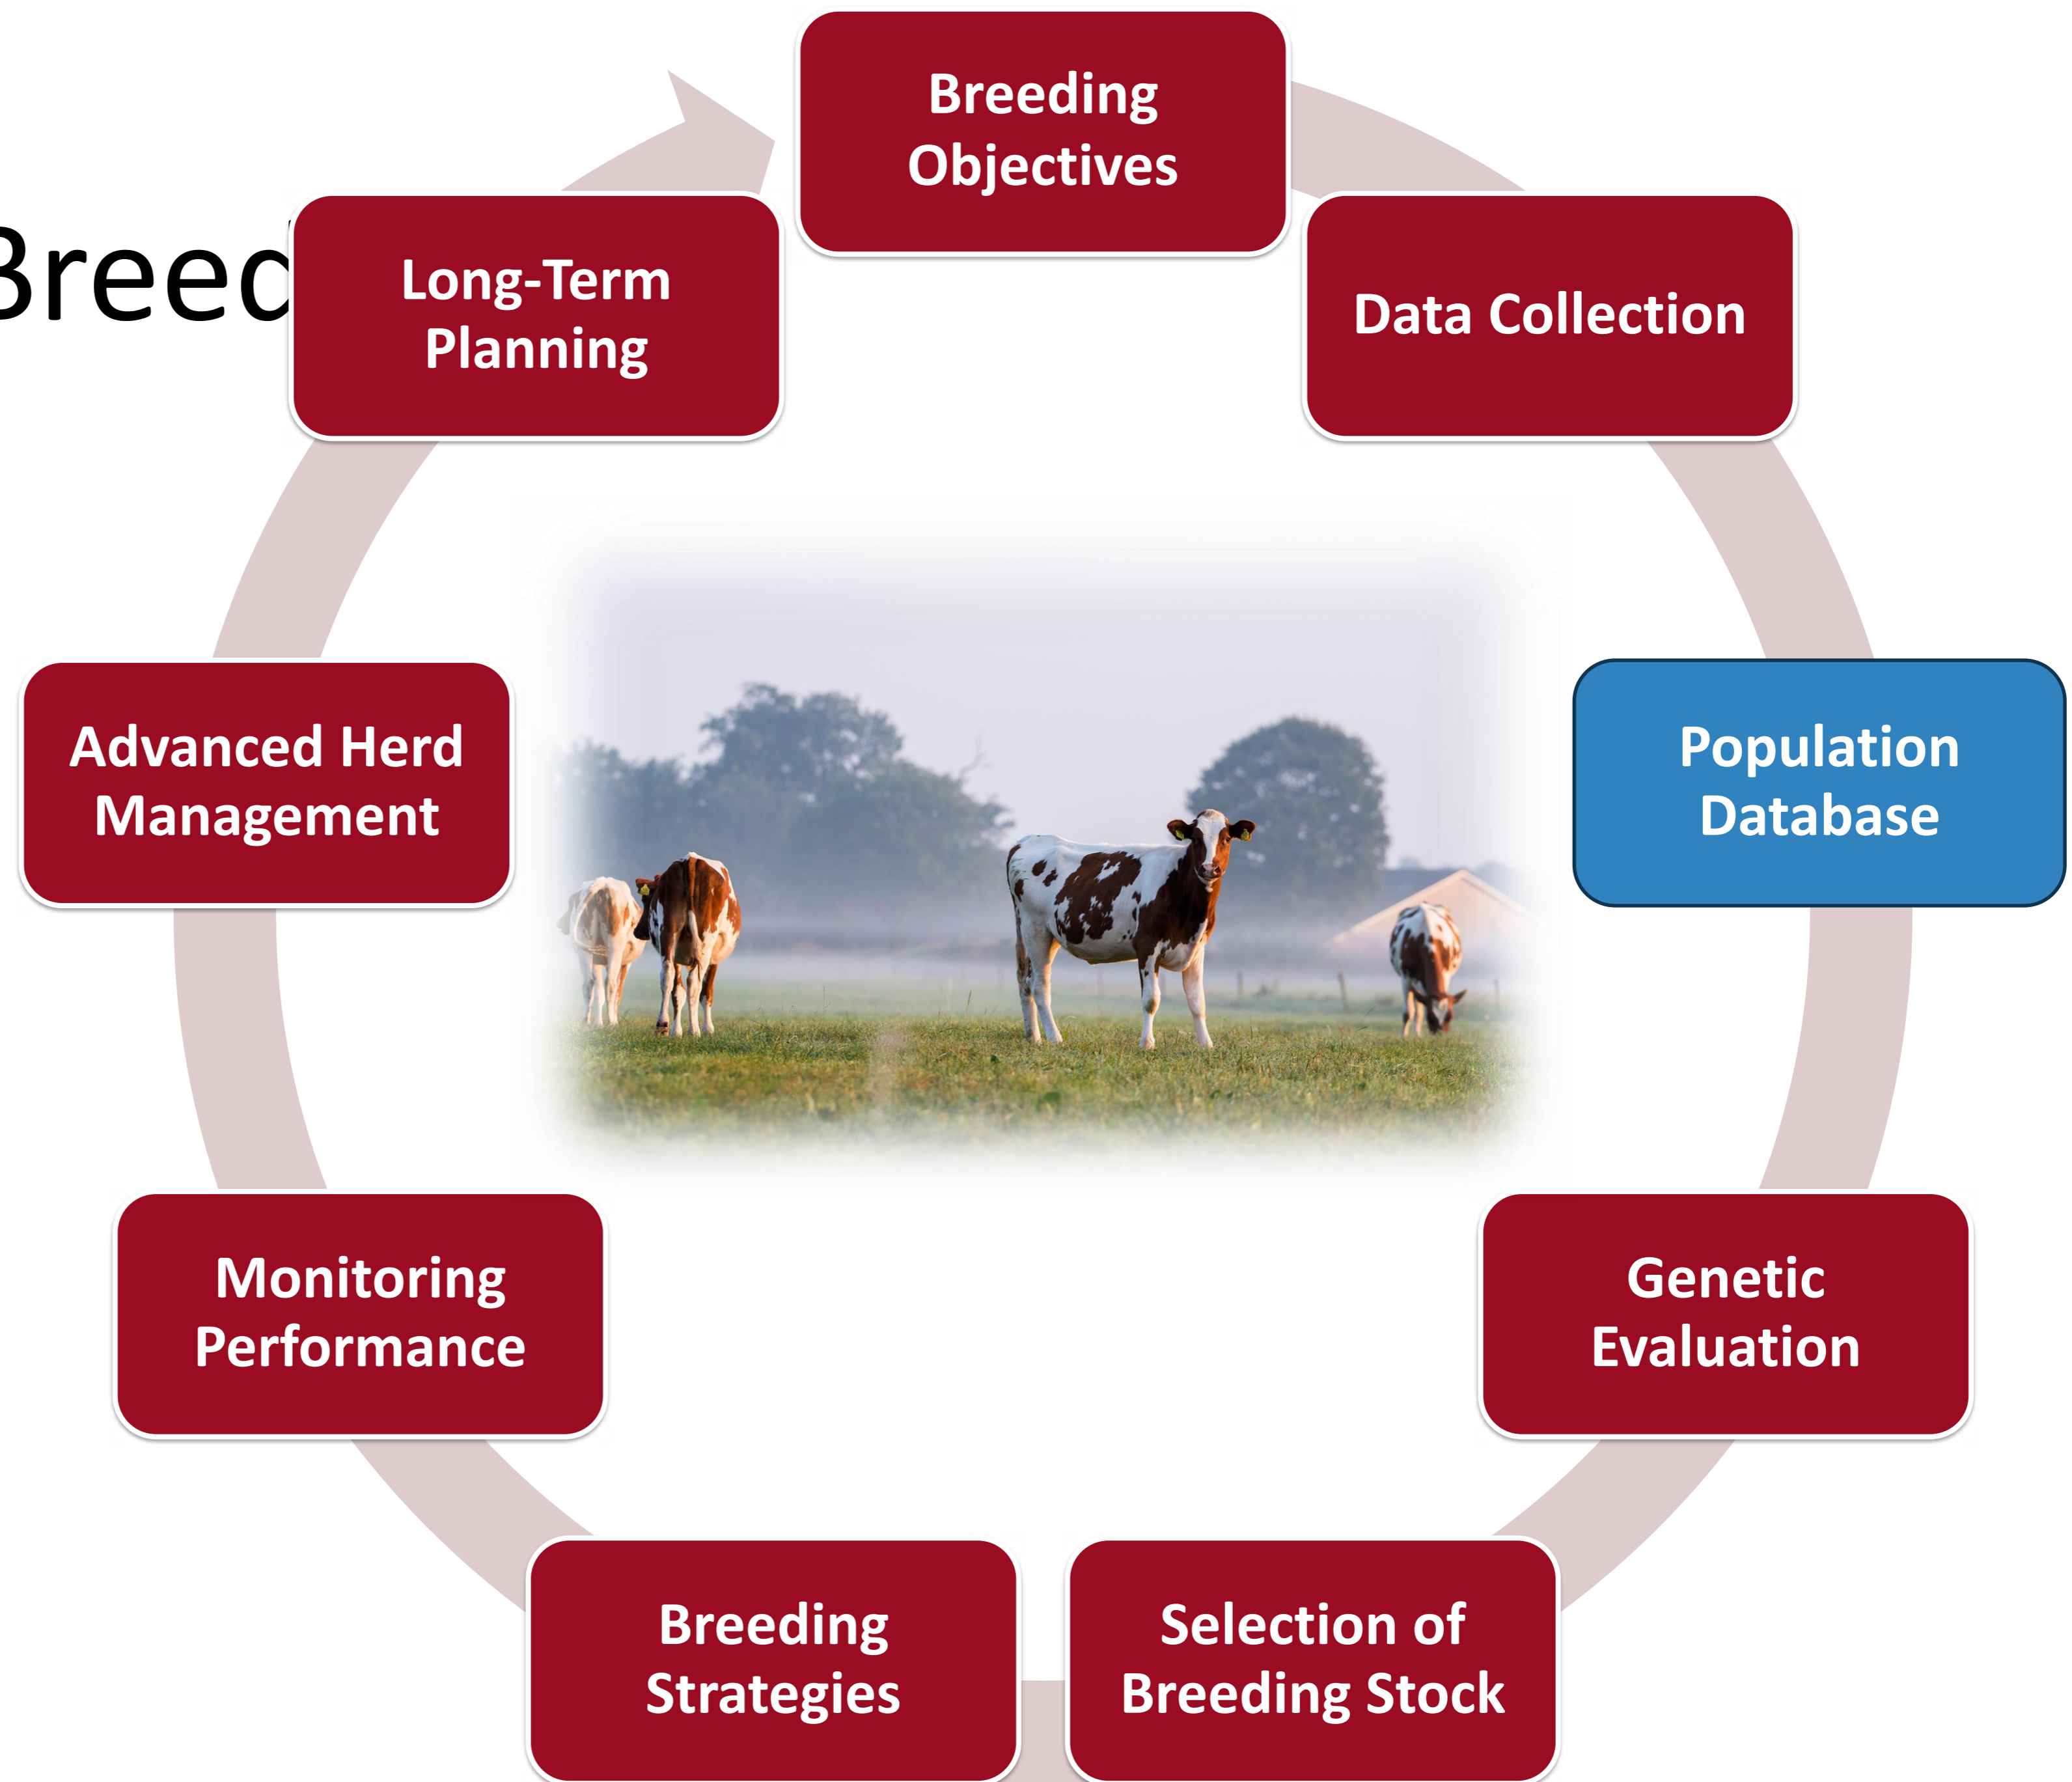 Breeding
Objectives
Data Collection
Population
Database
Genetic
Evaluation
Selection of
Breeding Stock
Breeding
Strategies
Monitoring
Performance
Advanced Herd
Management
Long-Term
Planning